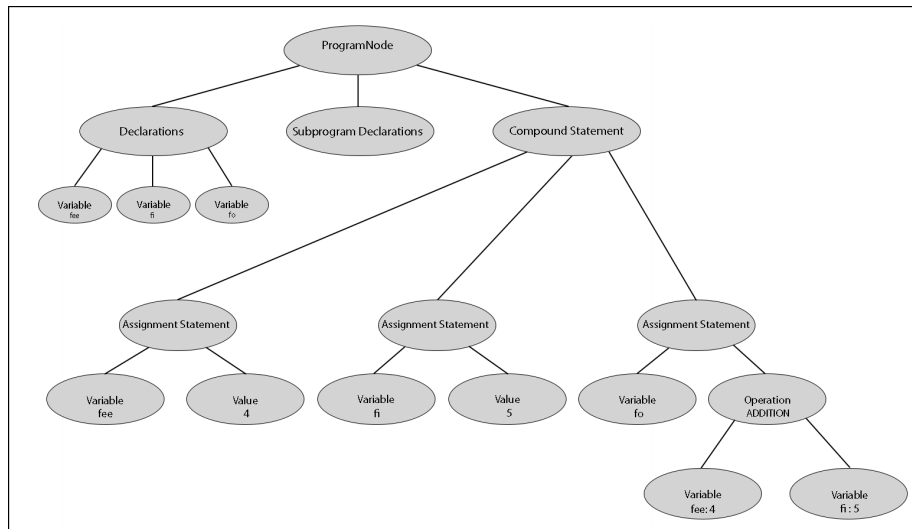 ProgramNode
Declarations
Subprogram Declarations
Compound Statement
Variable
fee
Variable
fi
Variable
fo
Assignment Statement
Assignment Statement
Assignment Statement
Variable
fee
Value
4
Variable
fi
Value
5
Variable
fo
Operation
ADDITION
Variable
fee: 4
Variable
fi : 5